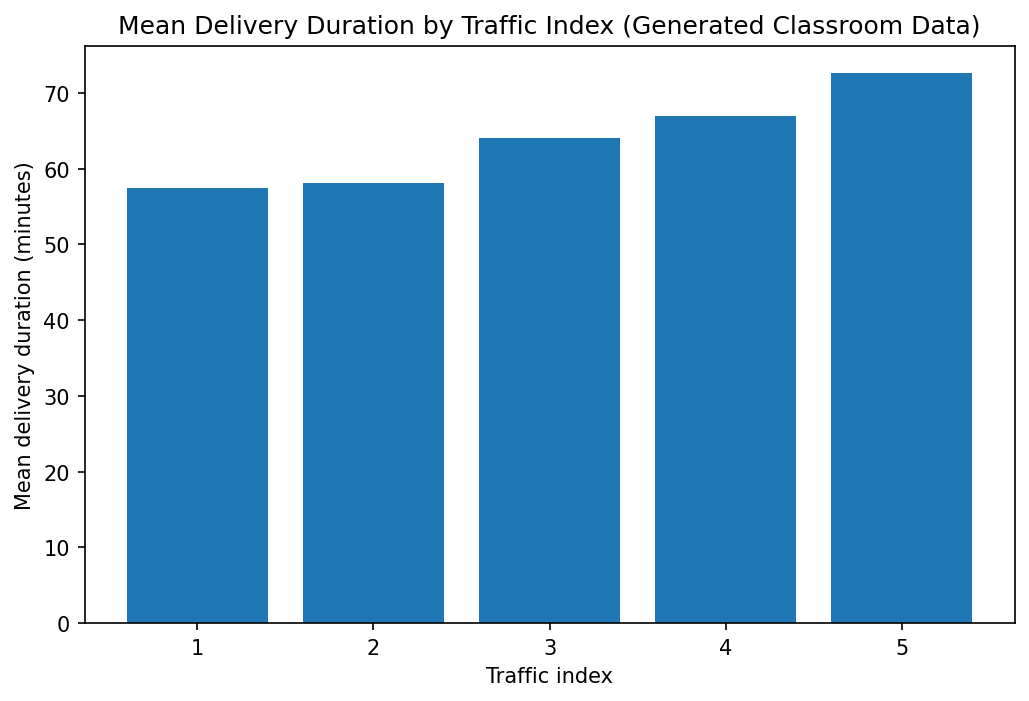 Mean Delivery Duration by Traffic Index (Generated Classroom Data)
Mean delivery duration (minutes)
70
60
50
40
30
20
10
0
1 2 3 4 5
Traffic index